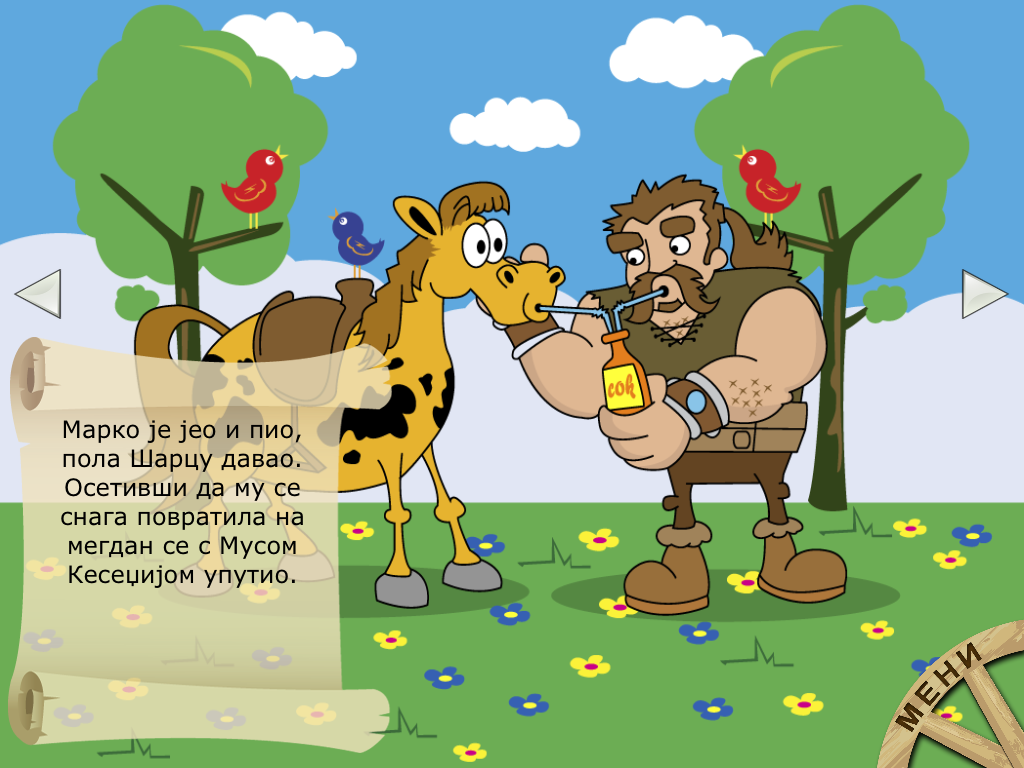 Марко је јео и пио,
пола Шарцу давао.
Осетивши да му се
снага повратила на
мегдан се с Мусом
Кесеџијом упутио.
сок
МЕНИ